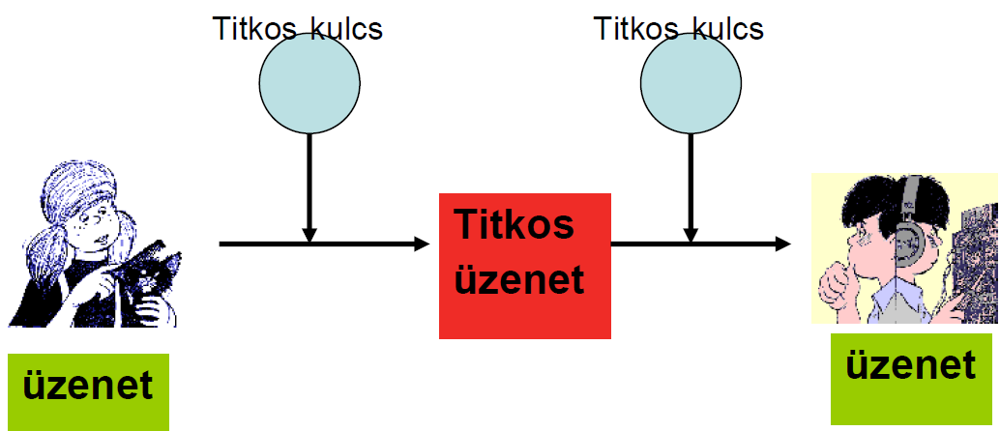 Titkos kulcs
Titkos kulcs
Titkos
üzenet
üzenet
üzenet